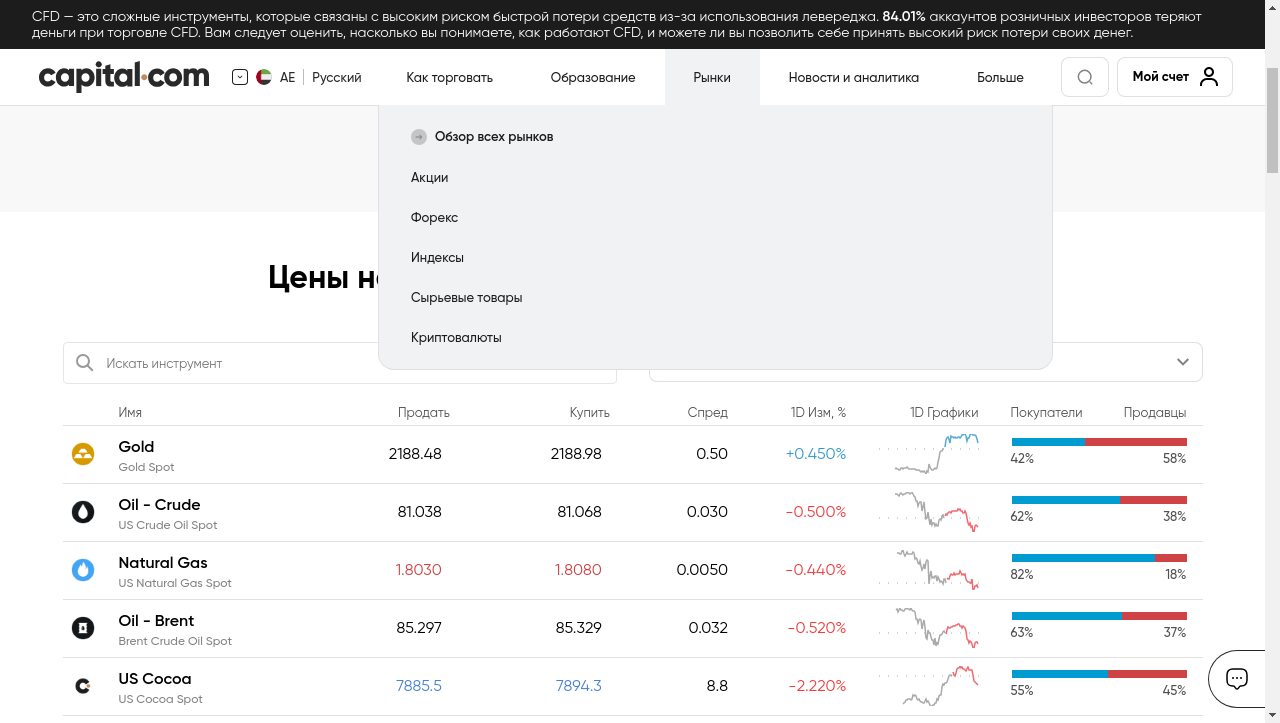 CFD — это сложные инструменты, которые связаны с высоким риском быстрой потери средств из-за использования левереджа. 84.01% аккаунтов розничных инвесторов теряют
деньги при торговле CFD. Вам следует оценить, насколько вы понимаете, как работают CFD, и можете ли вы позволить себе принять высокий риск потери своих денег.
capital.com AE Русский Как торговать Образование Рынки Новости и аналитика Больше Мой счет
Обзор всех рынков
Акции
Форекс
Индексы
Сырьевые товары
Криптовалюты
Цены
Искать инструмент
Имя Продать Купить Спред 1D Изм, % 1D Графики Покупатели Продавцы
Gold 2188.48 2188.98 0.50 +0.450% 42% 58%
Gold Spot
Oil - Crude 81.038 81.068 0.030 -0.500% 62% 38%
US Crude Oil Spot
Natural Gas 1.8030 1.8080 0.0050 -0.440% 82% 18%
US Natural Gas Spot
Oil - Brent 85.297 85.329 0.032 -0.520% 63% 37%
Brent Crude Oil Spot
US Cocoa 7885.5 7894.3 8.8 -2.220% 55% 45%
US Cocoa Spot